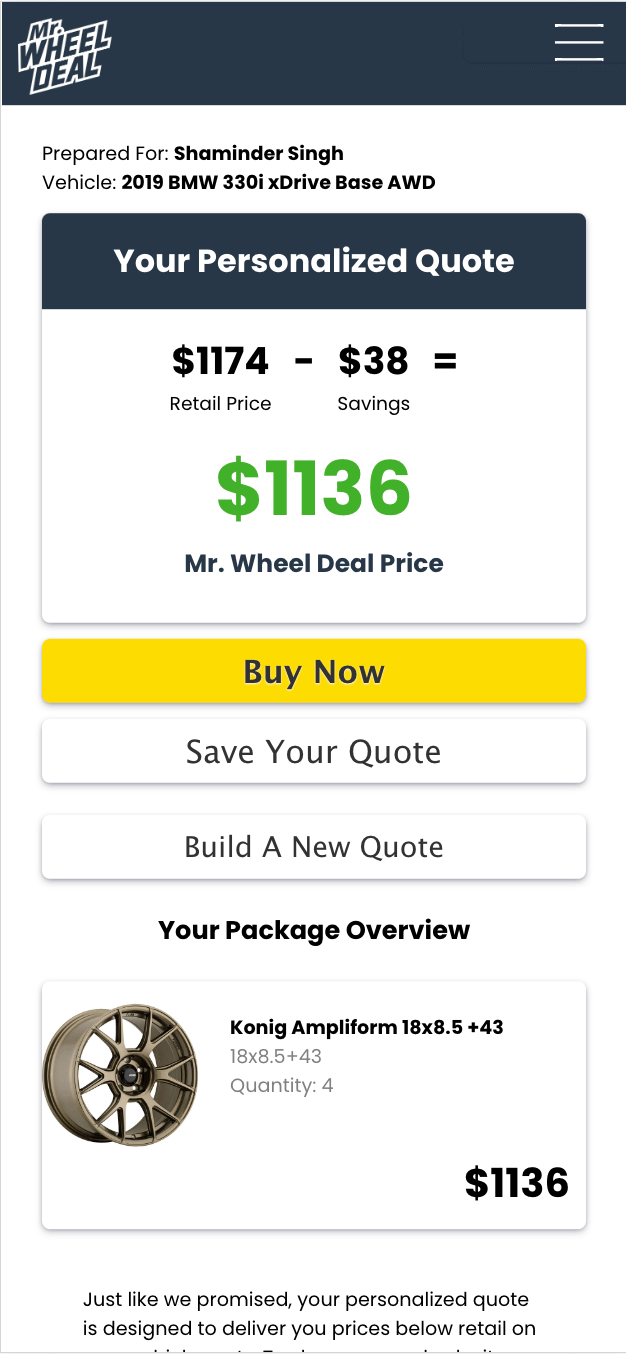 Mr.
WHEEL
DEAL
Prepared For: Shaminder Singh
Vehicle: 2019 BMW 330i xDrive Base AWD
Your Personalized Quote
$1174 - $38 =
Retail Price Savings
$1136
Mr. Wheel Deal Price
Buy Now
Save Your Quote
Build A New Quote
Your Package Overview
Konig Ampliform 18x8.5 +43
18x8.5+43
Quantity: 4
$1136
Just like we promised, your personalized quote
is designed to deliver you prices below retail on